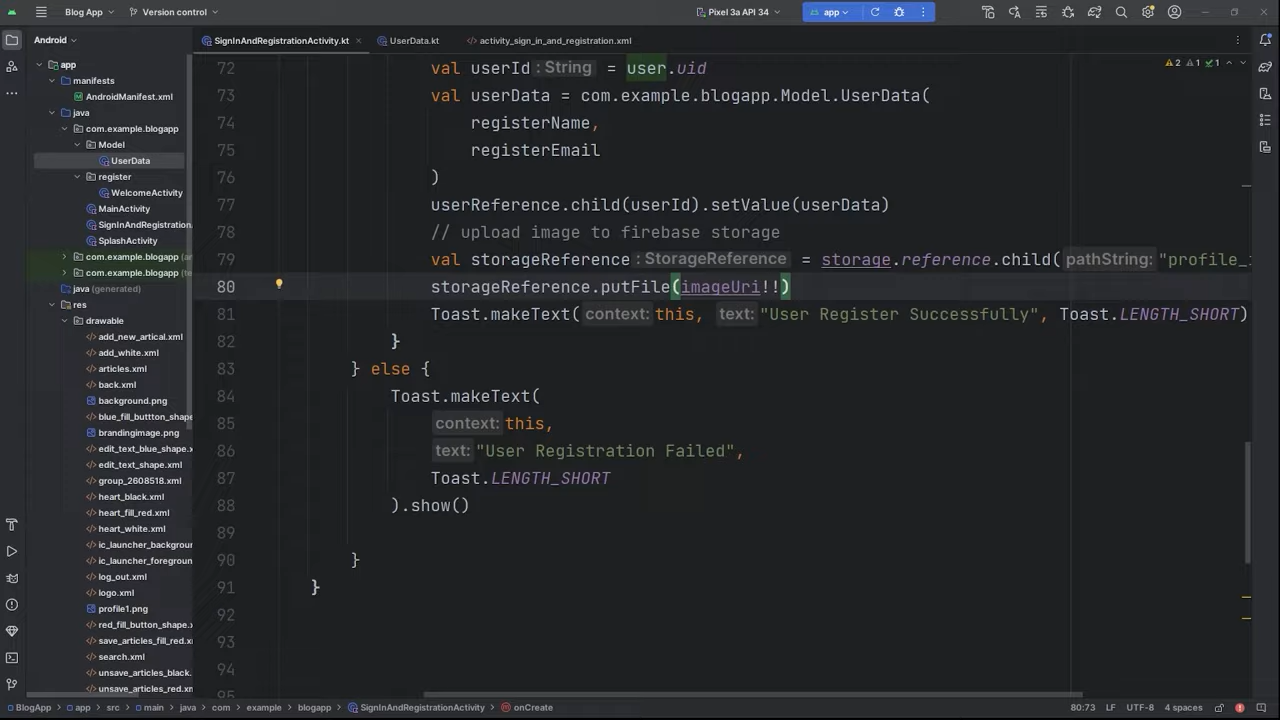 Blog App
Version control
Pixel 3a API 34
app
Android
SignInAndRegistrationActivity.kt
UserData.kt
activity_sign_in_and_registration.xml
app
manifests
AndroidManifest.xml
java
com.example.blogapp
Model
UserData
register
WelcomeActivity
MainActivity
SignInAndRegistration
SplashActivity
com.example.blogapp (an
com.example.blogapp (te
java (generated)
res
drawable
add_new_artical.xml
add_white.xml
articles.xml
back.xml
background.png
blue_fill_buttton_shape
brandingimage.png
edit_text_blue_shape.x
edit_text_shape.xml
group_2608518.xml
heart_black.xml
heart_fill_red.xml
heart_white.xml
ic_launcher_backgroun
ic_launcher_foregroun
log_out.xml
logo.xml
profile1.png
red_fill_button_shape.x
save_articles_fill_red.x
search.xml
unsave_articles_black.
unsave_articles_red.xm
2 1 1
72 val userId : String = user.uid
73 val userData = com.example.blogapp.Model.UserData(
74 registerName,
75 registerEmail
76 )
77 userReference.child(userId).setValue(userData)
78 // upload image to firebase storage
79 val storageReference : StorageReference = storage.reference.child( pathString: "profile_
80 storageReference.putFile(imageUri!!)
81 Toast.makeText( context: this, text: "User Register Successfully", Toast.LENGTH_SHORT)
82 }
83 } else {
84 Toast.makeText(
85 context: this,
86 text: "User Registration Failed",
87 Toast.LENGTH_SHORT
88 ).show()
89
90 }
91 }
92
93
94
95
BlogApp > app > src > main > java > com > example > blogapp > SignInAndRegistrationActivity > onCreate
80:73 LF UTF-8 4 spaces